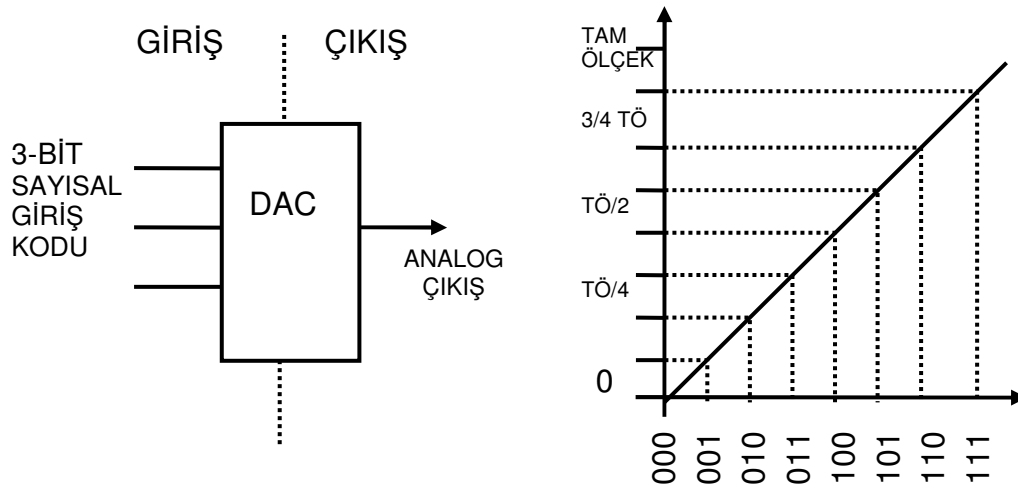 GİRİŞ
ÇIKIŞ
3-BİT
SAYISAL
GİRİŞ
KODU
DAC
ANALOG
ÇIKIŞ
TAM
ÖLÇEK
3/4 TÖ
TÖ/2
TÖ/4
0
000
001
010
011
100
101
110
111